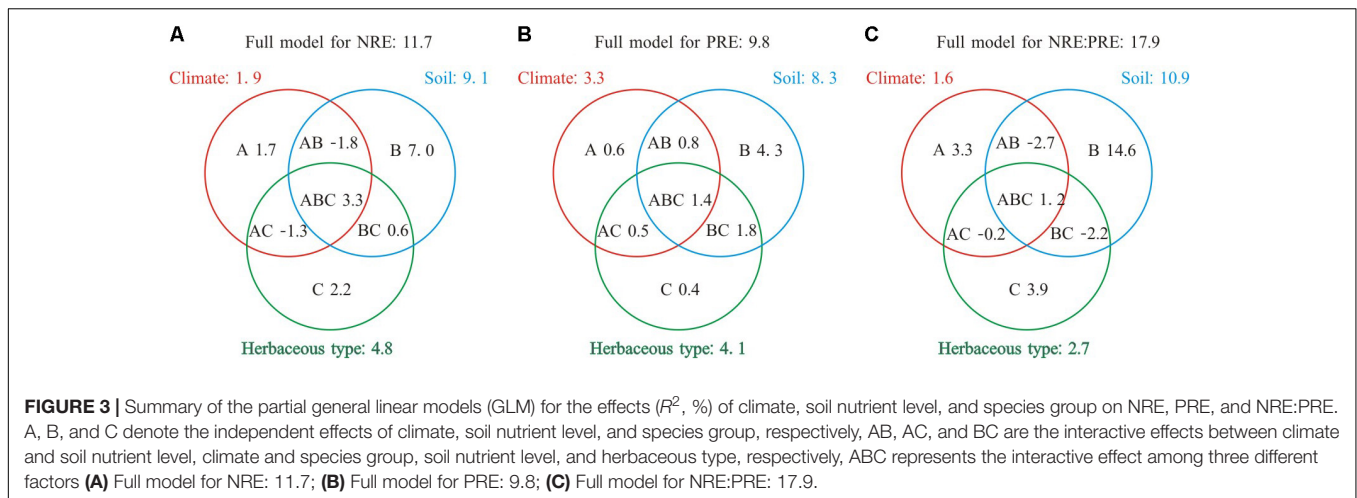 A Full model for NRE: 11.7
Climate: 1. 9 Soil: 9. 1
A 1.7 AB -1.8 B 7. 0
ABC 3.3
AC -1.3 BC 0.6
C 2.2
Herbaceous type: 4.8
B Full model for PRE: 9.8
Climate: 3.3 Soil: 8. 3
A 0.6 AB 0.8 B 4. 3
ABC 1.4
AC 0.5 BC 1.8
C 0.4
Herbaceous type: 4. 1
C Full model for NRE:PRE: 17.9
Climate: 1.6 Soil: 10.9
A 3.3 AB -2.7 B 14.6
ABC 1. 2
AC -0.2 BC -2.2
C 3.9
Herbaceous type: 2.7
FIGURE 3 | Summary of the partial general linear models (GLM) for the effects (R², %) of climate, soil nutrient level, and species group on NRE, PRE, and NRE:PRE.
A, B, and C denote the independent effects of climate, soil nutrient level, and species group, respectively, AB, AC, and BC are the interactive effects between climate
and soil nutrient level, climate and species group, soil nutrient level, and herbaceous type, respectively, ABC represents the interactive effect among three different
factors (A) Full model for NRE: 11.7; (B) Full model for PRE: 9.8; (C) Full model for NRE:PRE: 17.9.